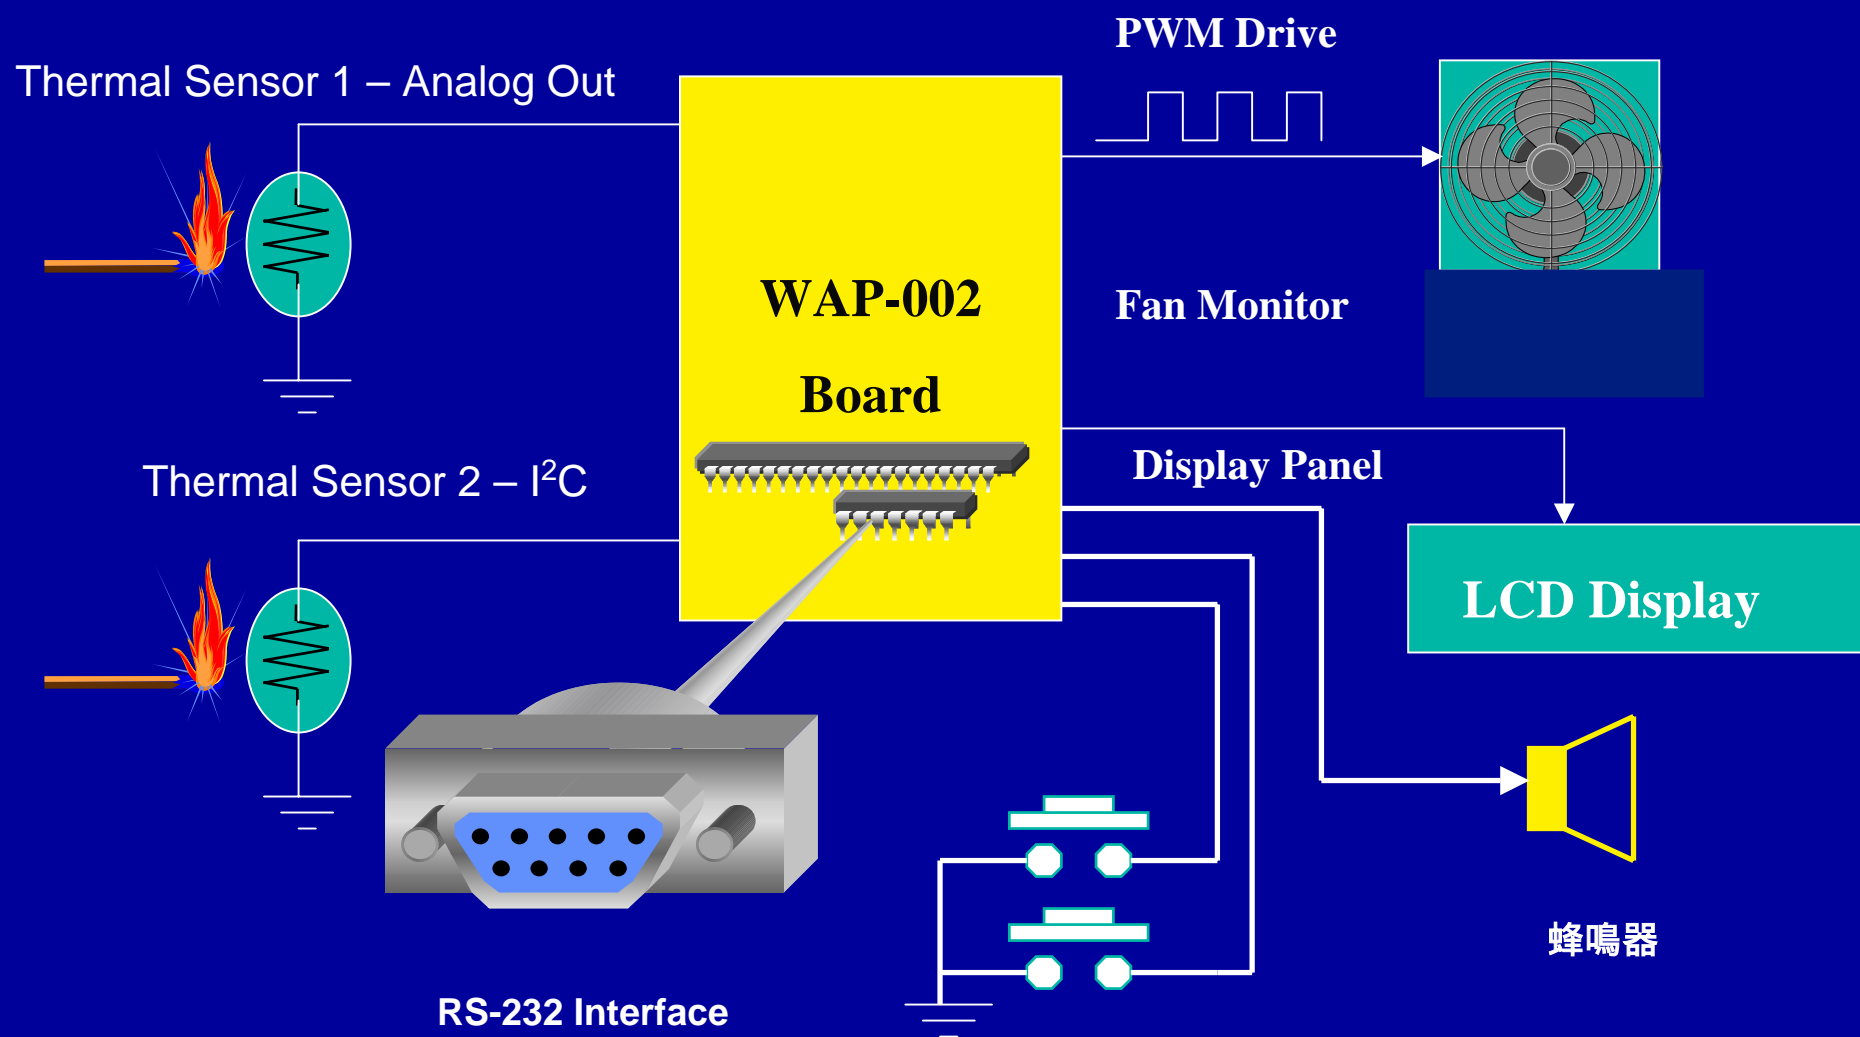 PWM Drive
Thermal Sensor 1 – Analog Out
WAP-002
Board
Fan Monitor
Thermal Sensor 2 – I²C
Display Panel
LCD Display
蜂鳴器
RS-232 Interface